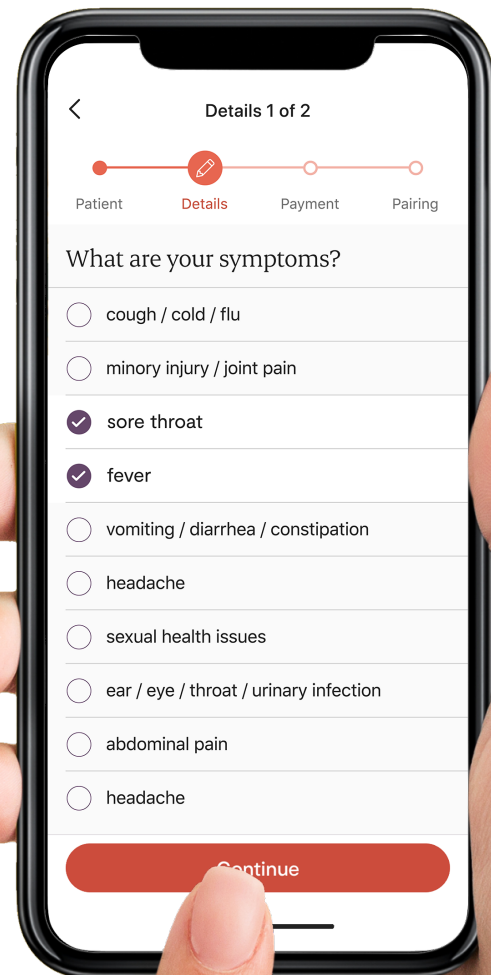 Details 1 of 2
Patient Details Payment Pairing
What are your symptoms?
cough / cold / flu
minory injury / joint pain
sore throat
fever
vomiting / diarrhea / constipation
headache
sexual health issues
ear / eye / throat / urinary infection
abdominal pain
headache
Continue